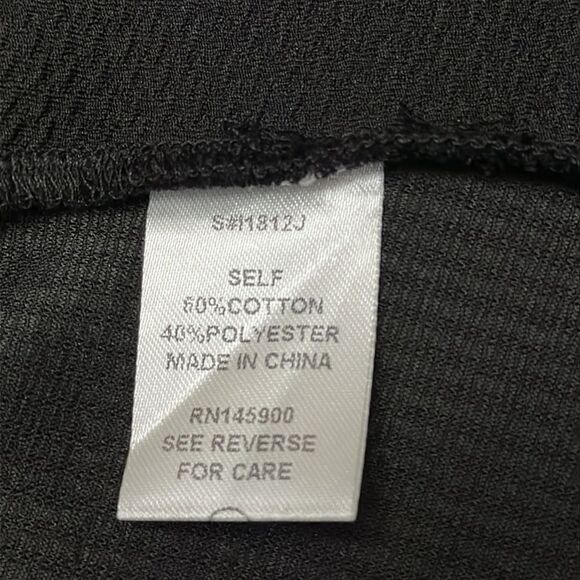 S#I1812J
SELF
60%COTTON
40%POLYESTER
MADE IN CHINA
RN145900
SEE REVERSE
FOR CARE